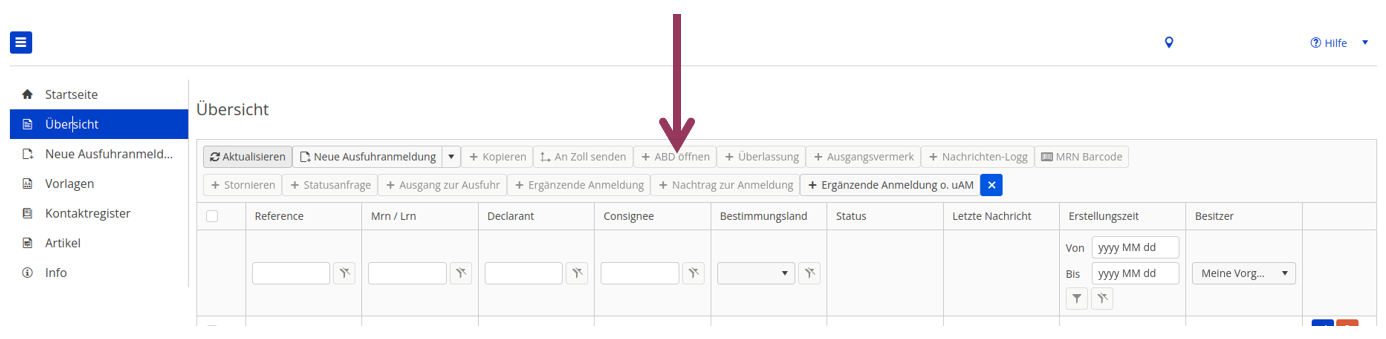 Hilfe
Startseite
Übersicht
Neue Ausfuhranmeld...
Vorlagen
Kontaktregister
Artikel
Info
Übersicht
Aktualisieren Neue Ausfuhranmeldung + Kopieren An Zoll senden + ABD öffnen + Überlassung + Ausgangsvermerk + Nachrichten-Logg MRN Barcode
+ Stornieren + Statusanfrage + Ausgang zur Ausfuhr + Ergänzende Anmeldung + Nachtrag zur Anmeldung + Ergänzende Anmeldung o. uAM ×
Reference Mrn / Lrn Declarant Consignee Bestimmungsland Status Letzte Nachricht Erstellungszeit Besitzer
Von yyyy MM dd
Bis yyyy MM dd Meine Vorg...